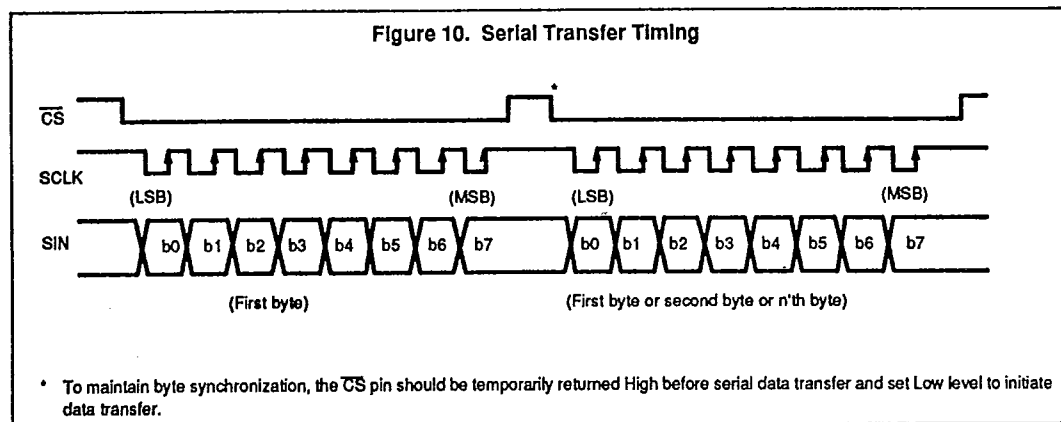 Figure 10. Serial Transfer Timing
*
C̅S̅
SCLK
(LSB) (MSB) (LSB) (MSB)
SIN b0 b1 b2 b3 b4 b5 b6 b7 b0 b1 b2 b3 b4 b5 b6 b7
(First byte) (First byte or second byte or n'th byte)
* To maintain byte synchronization, the C̅S̅ pin should be temporarily returned High before serial data transfer and set Low level to initiate
data transfer.